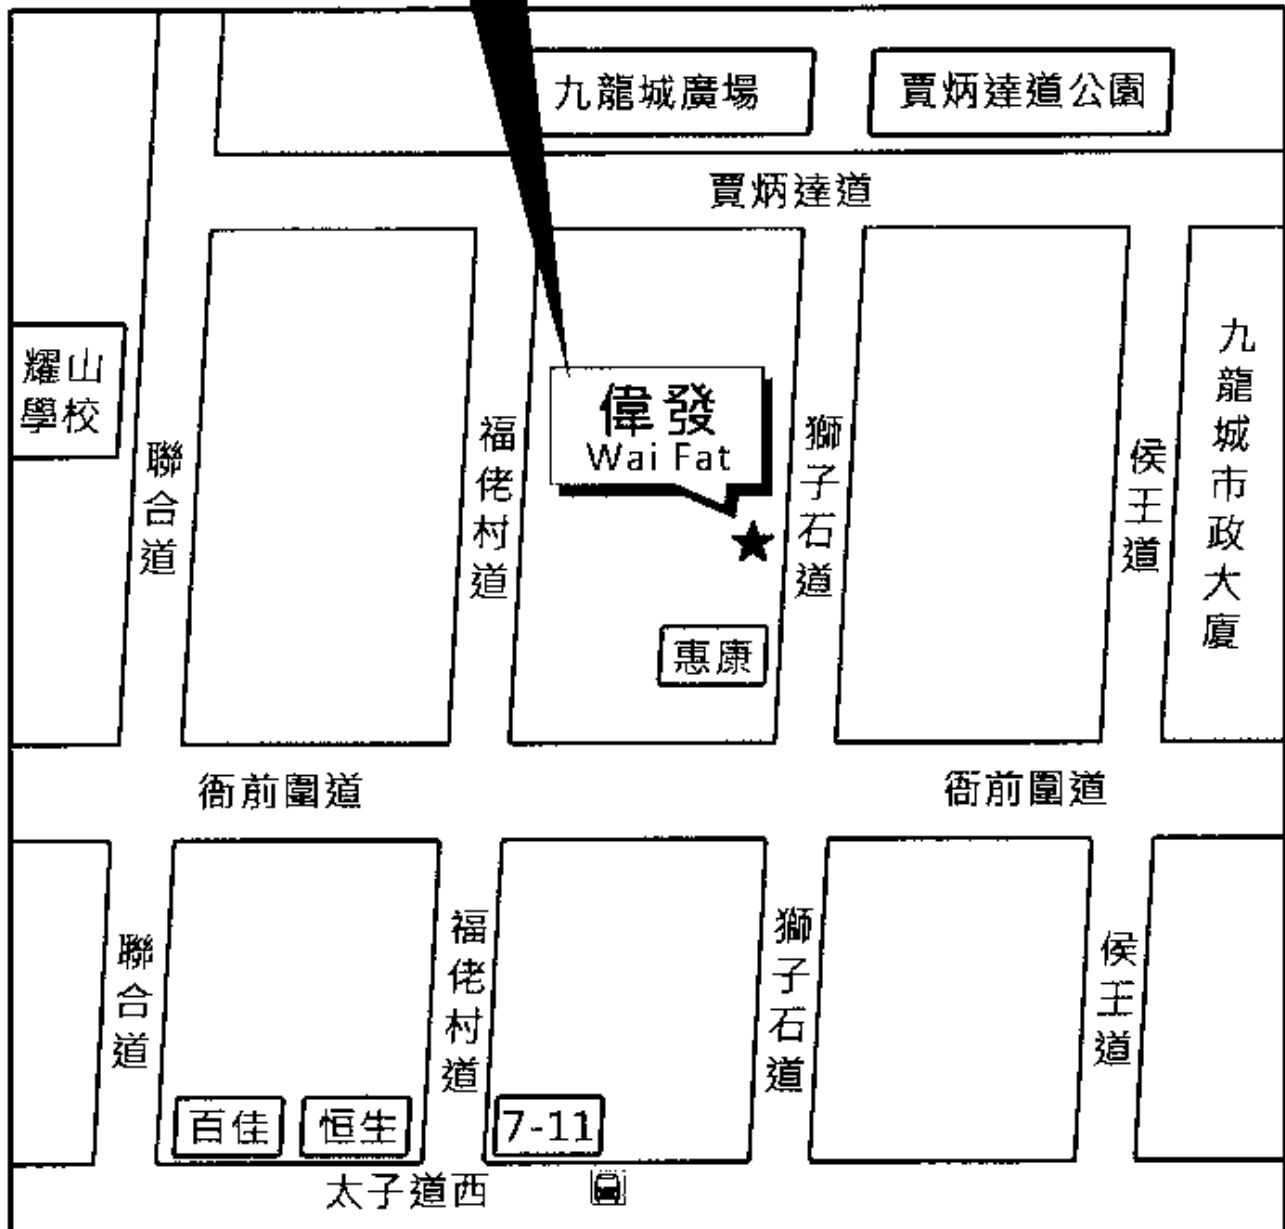 九龍城廣場
賈炳達道公園
賈炳達道
耀山
學校
聯合道
福佬村道
偉發
Wai Fat
獅子石道
侯王道
九龍城市政大廈
惠康
衙前圍道
衙前圍道
聯合道
福佬村道
獅子石道
侯王道
百佳
恒生
7-11
太子道西